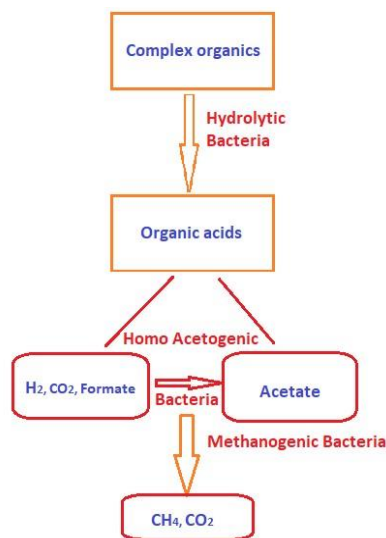 Complex organics
Hydrolytic
Bacteria
Organic acids
Homo Acetogenic
H2, CO2, Formate
Bacteria
Acetate
Methanogenic Bacteria
CH4, CO2